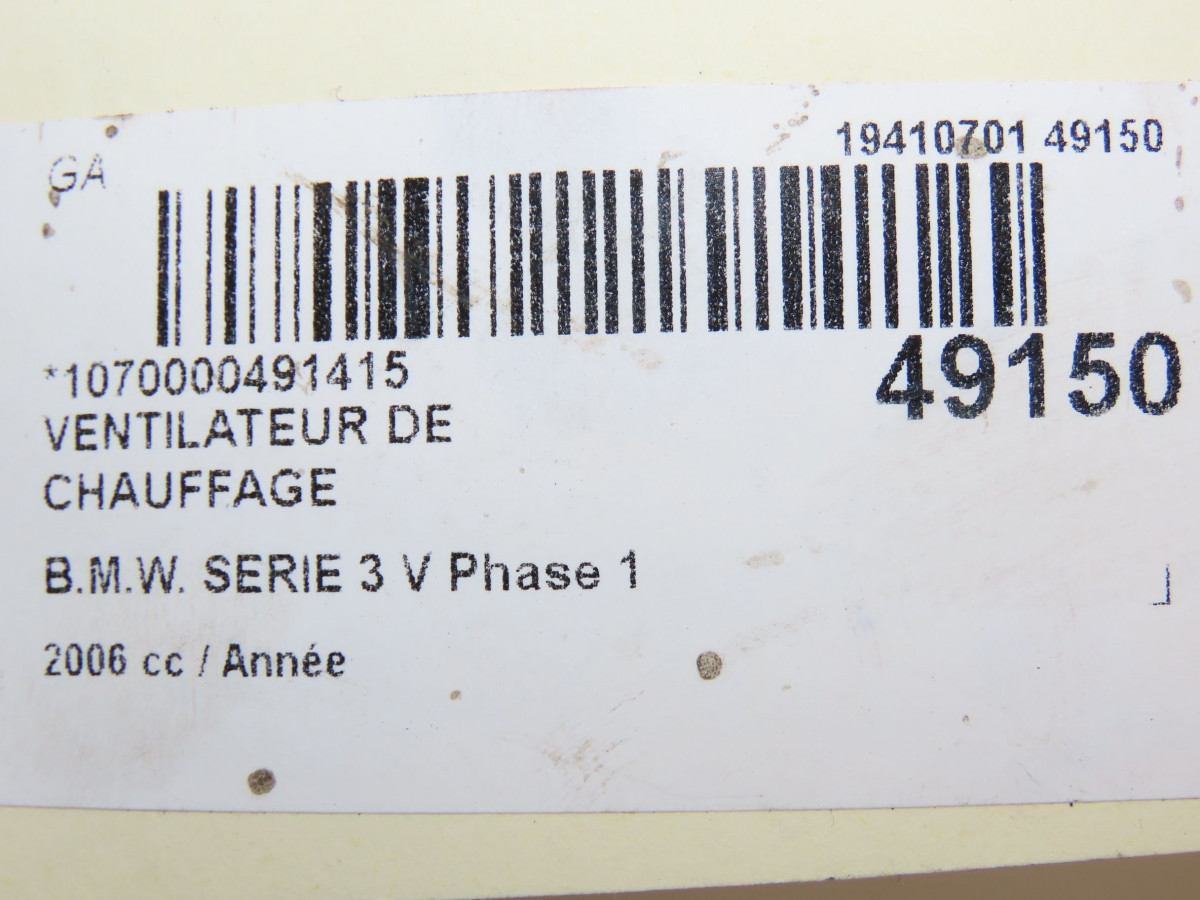 GA
19410701 49150
49150
*1070000491415
VENTILATEUR DE
CHAUFFAGE
B.M.W. SERIE 3 V Phase 1
2006 cc / Année